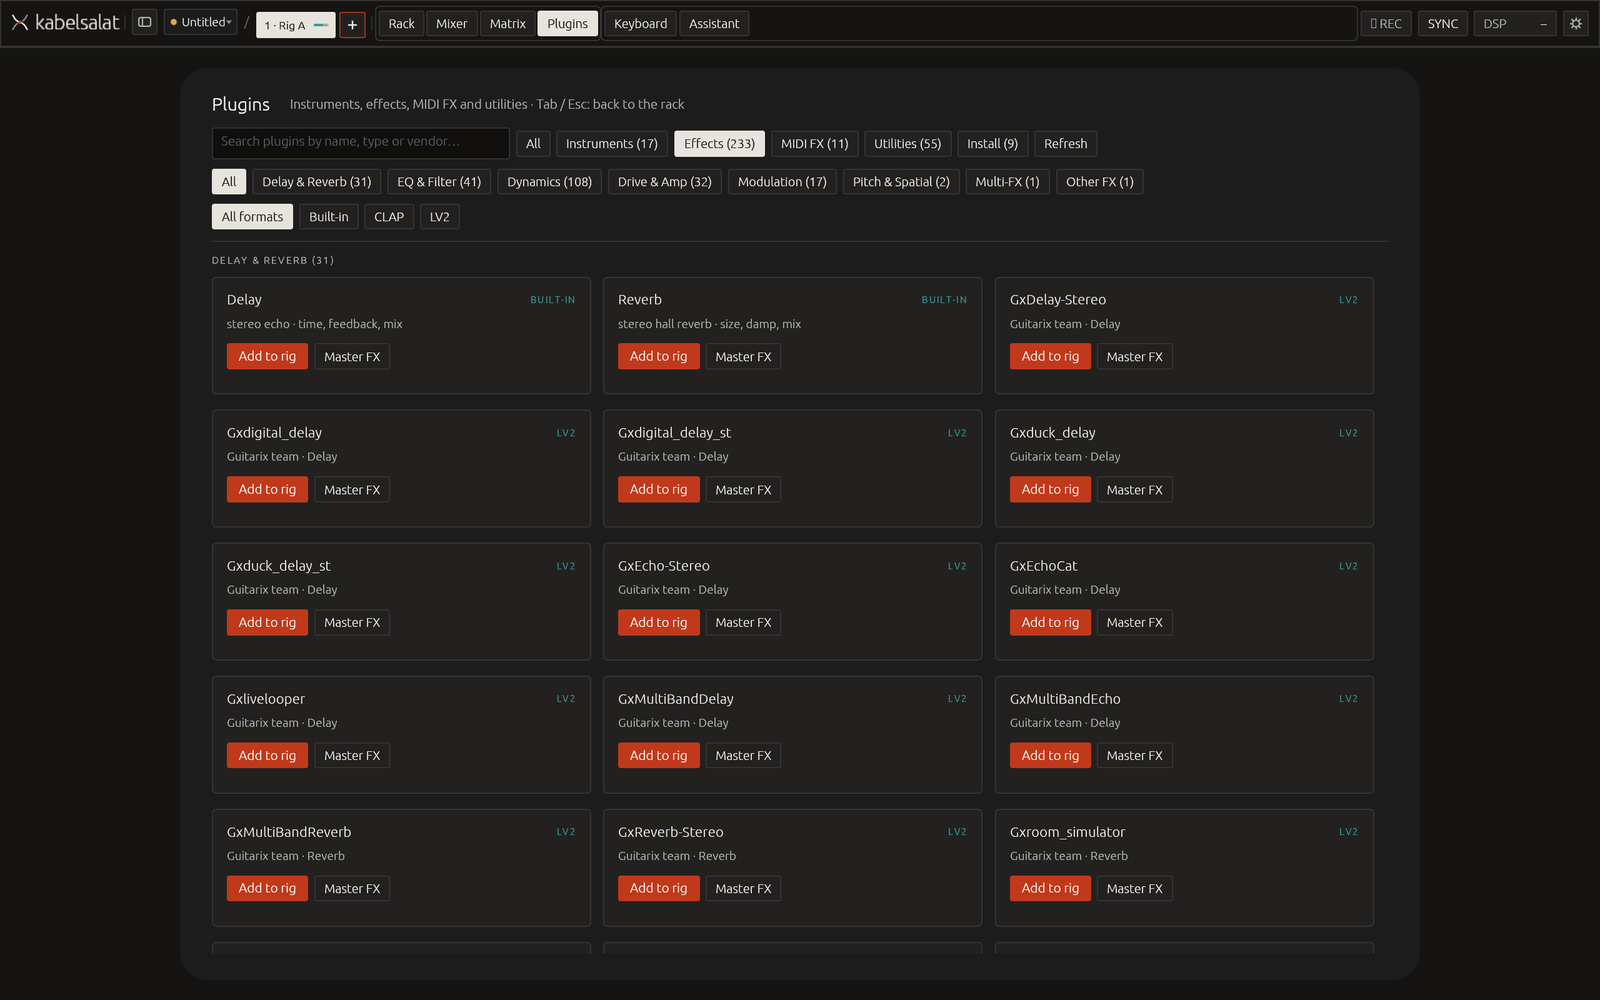 kabelsalat Untitled / 1 · Rig A + Rack Mixer Matrix Plugins Keyboard Assistant REC SYNC DSP –
Plugins Instruments, effects, MIDI FX and utilities · Tab / Esc: back to the rack
Search plugins by name, type or vendor... All Instruments (17) Effects (233) MIDI FX (11) Utilities (55) Install (9) Refresh
All Delay & Reverb (31) EQ & Filter (41) Dynamics (108) Drive & Amp (32) Modulation (17) Pitch & Spatial (2) Multi-FX (1) Other FX (1)
All formats Built-in CLAP LV2
DELAY & REVERB (31)
Delay BUILT-IN
stereo echo · time, feedback, mix
Add to rig Master FX
Reverb BUILT-IN
stereo hall reverb · size, damp, mix
Add to rig Master FX
GxDelay-Stereo LV2
Guitarix team · Delay
Add to rig Master FX
Gxdigital_delay LV2
Guitarix team · Delay
Add to rig Master FX
Gxdigital_delay_st LV2
Guitarix team · Delay
Add to rig Master FX
Gxduck_delay LV2
Guitarix team · Delay
Add to rig Master FX
Gxduck_delay_st LV2
Guitarix team · Delay
Add to rig Master FX
GxEcho-Stereo LV2
Guitarix team · Delay
Add to rig Master FX
GxEchoCat LV2
Guitarix team · Delay
Add to rig Master FX
Gxlivelooper LV2
Guitarix team · Delay
Add to rig Master FX
GxMultiBandDelay LV2
Guitarix team · Delay
Add to rig Master FX
GxMultiBandEcho LV2
Guitarix team · Delay
Add to rig Master FX
GxMultiBandReverb LV2
Guitarix team · Reverb
Add to rig Master FX
GxReverb-Stereo LV2
Guitarix team · Reverb
Add to rig Master FX
Gxroom_simulator LV2
Guitarix team · Reverb
Add to rig Master FX